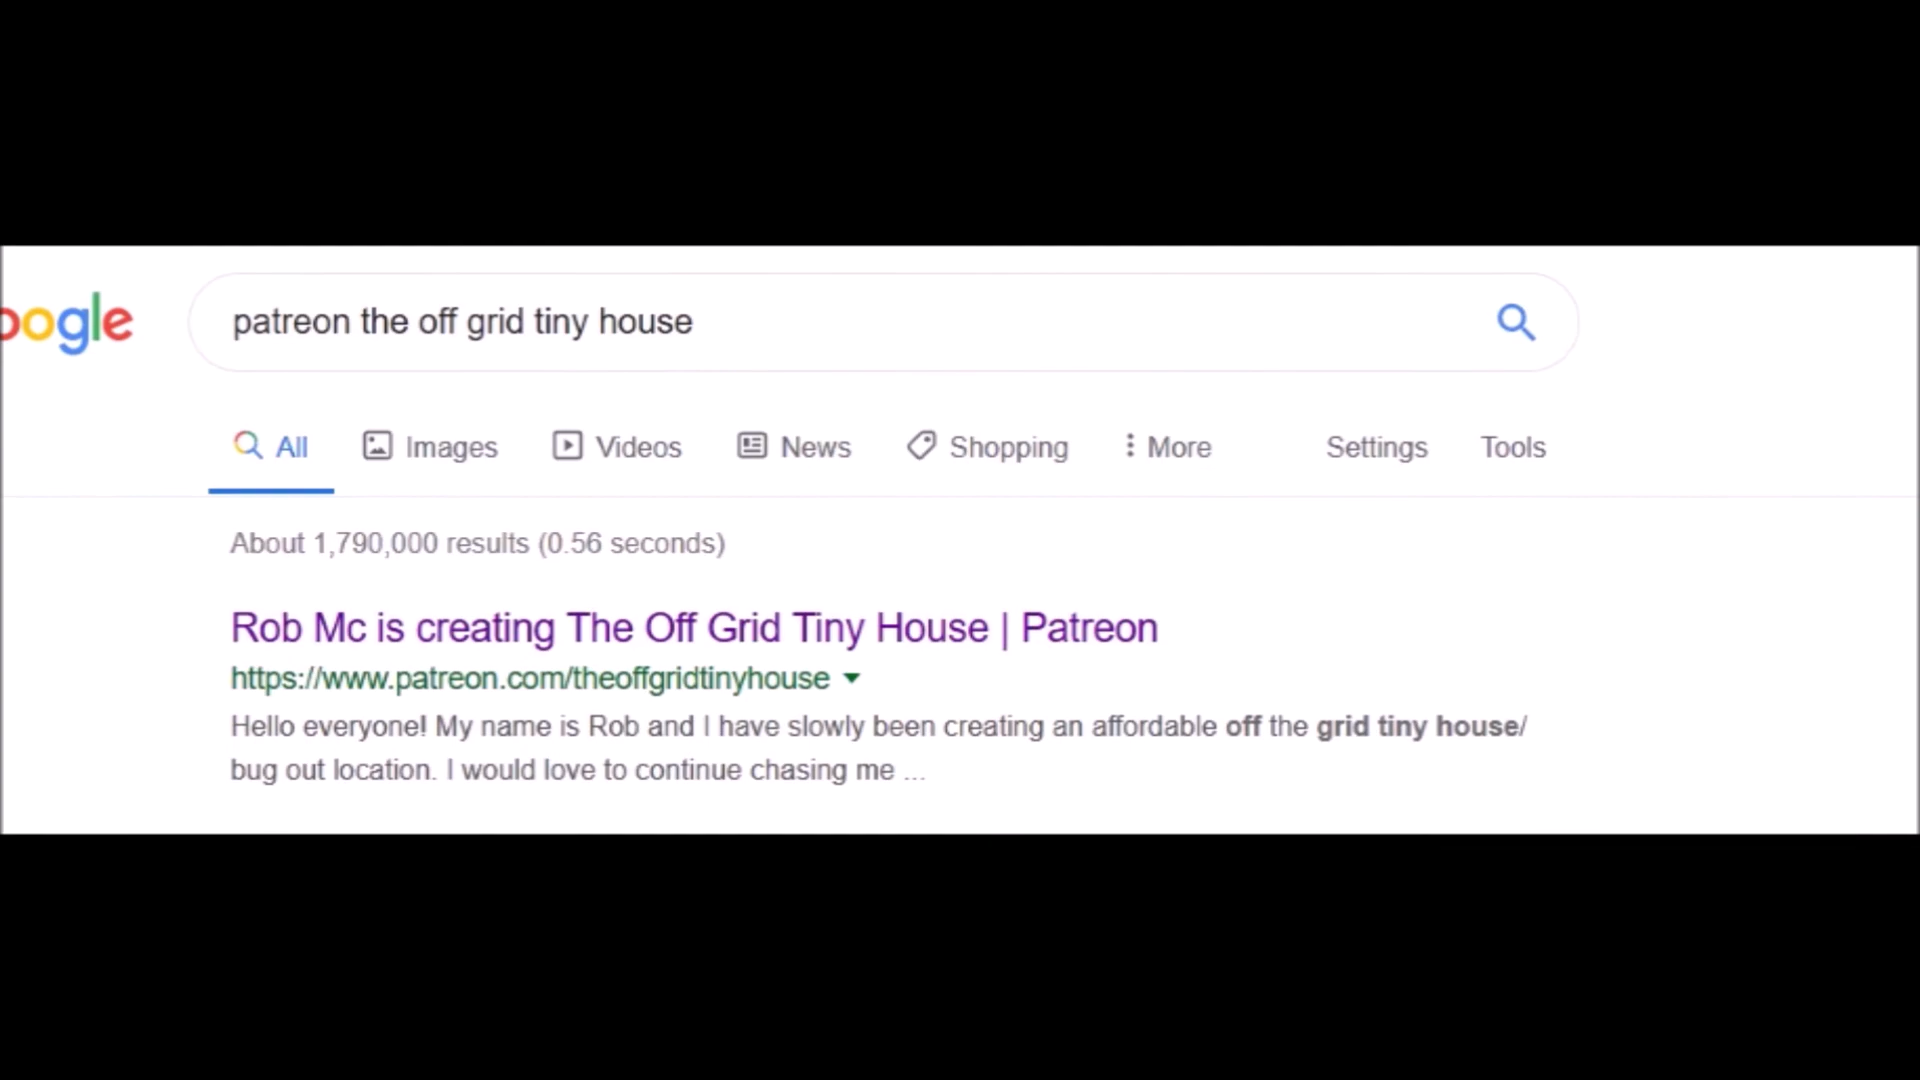 oogle
patreon the off grid tiny house
All Images Videos News Shopping More Settings Tools
About 1,790,000 results (0.56 seconds)
Rob Mc is creating The Off Grid Tiny House | Patreon
https://www.patreon.com/theoffgridtinyhouse
Hello everyone! My name is Rob and I have slowly been creating an affordable off the grid tiny house/
bug out location. I would love to continue chasing me ...